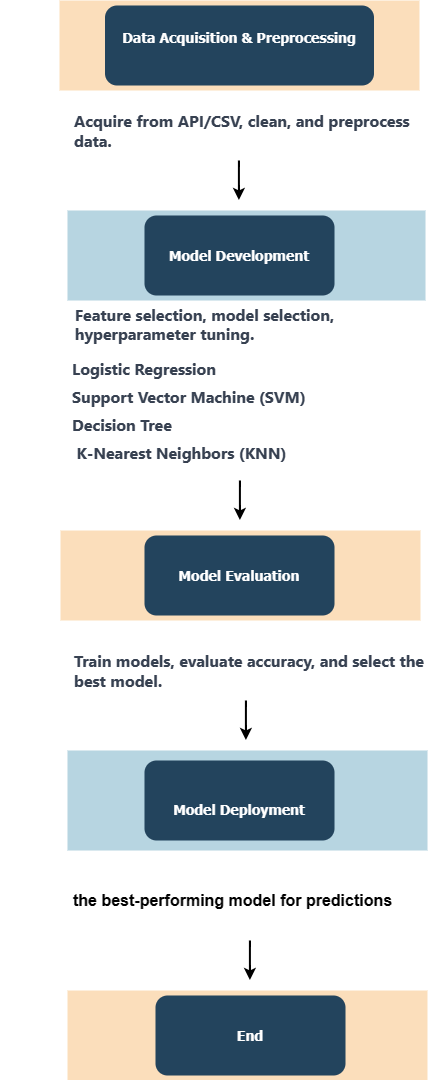 Data Acquisition & Preprocessing
Acquire from API/CSV, clean, and preprocess
data.
Model Development
Feature selection, model selection,
hyperparameter tuning.
Logistic Regression
Support Vector Machine (SVM)
Decision Tree
K-Nearest Neighbors (KNN)
Model Evaluation
Train models, evaluate accuracy, and select the
best model.
Model Deployment
the best-performing model for predictions
End